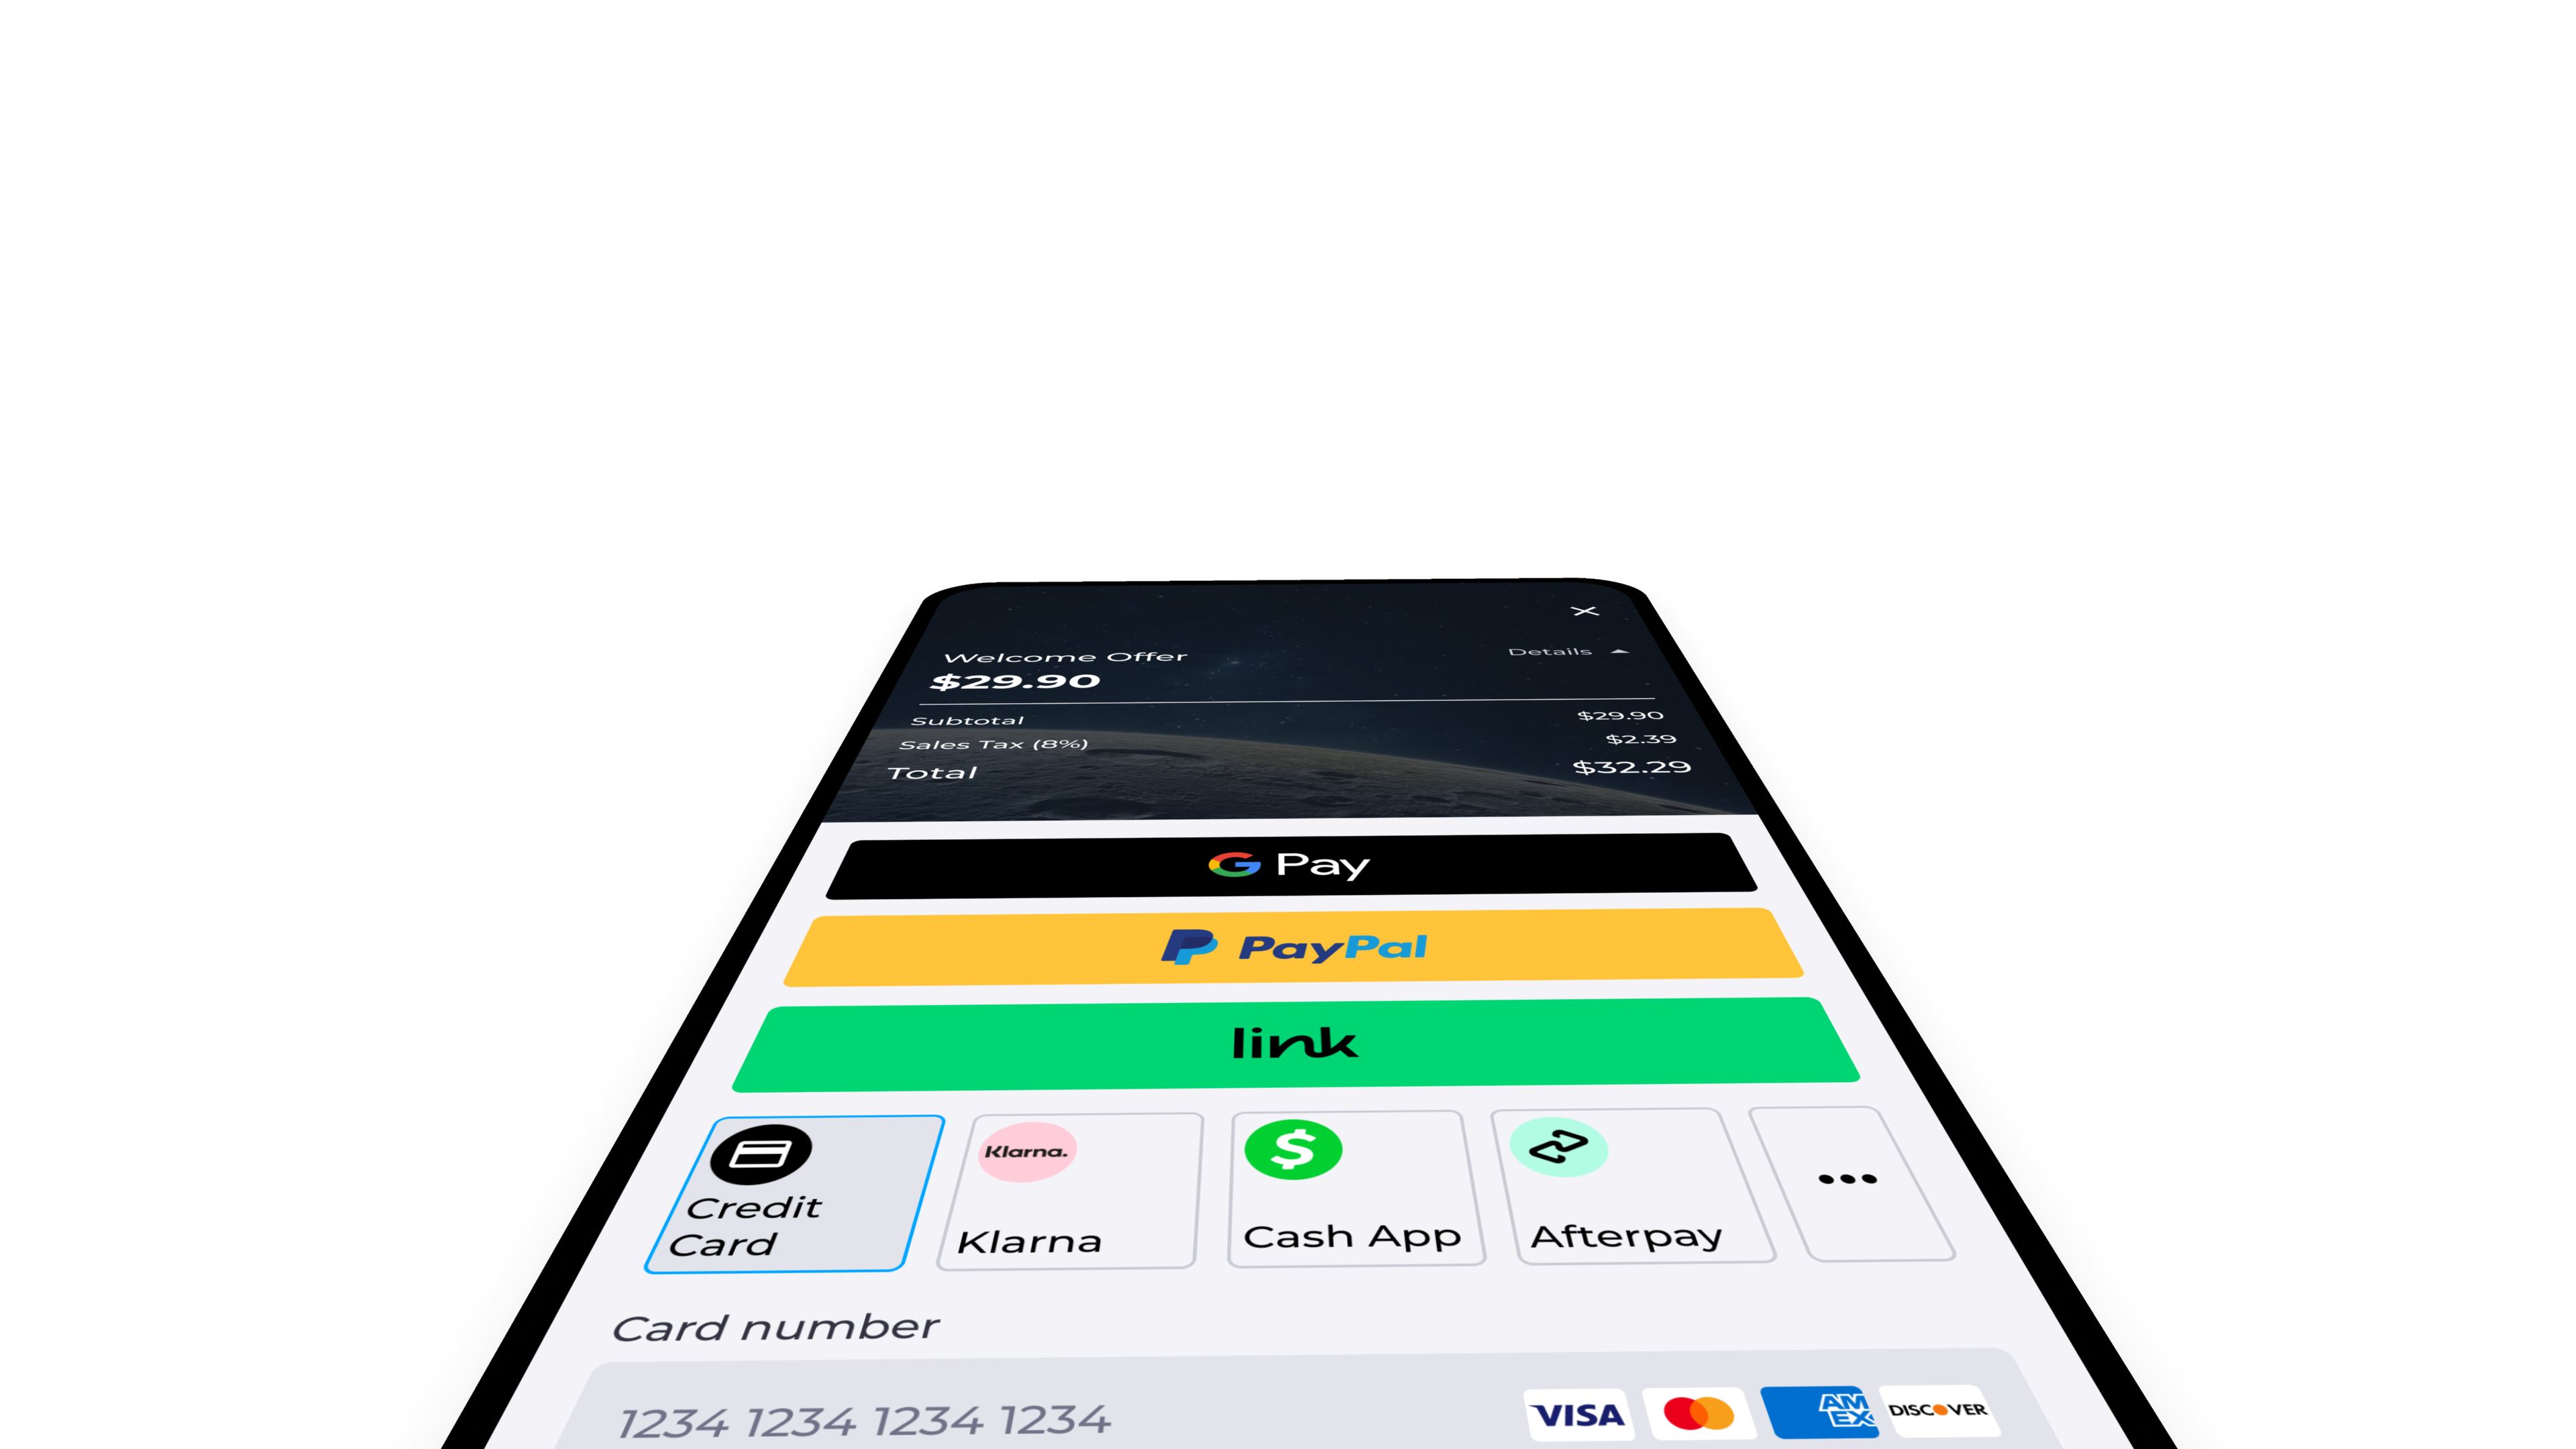 Welcome Offer
Details
$29.90
Subtotal $29.90
Sales Tax (8%) $2.39
Total $32.29
G Pay
PayPal
link
Klarna.
$
Credit
Card
Klarna
Cash App
Afterpay
Card number
1234 1234 1234 1234
VISA
AM
EX
DISCOVER